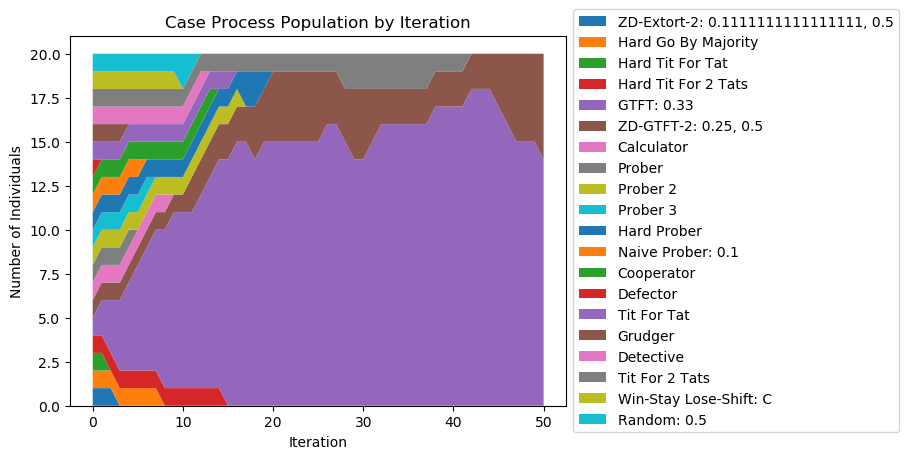 Case Process Population by Iteration
20.0
17.5
15.0
12.5
10.0
7.5
5.0
2.5
0.0
Number of Individuals
0 10 20 30 40 50
Iteration
ZD-Extort-2: 0.1111111111111111, 0.5
Hard Go By Majority
Hard Tit For Tat
Hard Tit For 2 Tats
GTFT: 0.33
ZD-GTFT-2: 0.25, 0.5
Calculator
Prober
Prober 2
Prober 3
Hard Prober
Naive Prober: 0.1
Cooperator
Defector
Tit For Tat
Grudger
Detective
Tit For 2 Tats
Win-Stay Lose-Shift: C
Random: 0.5